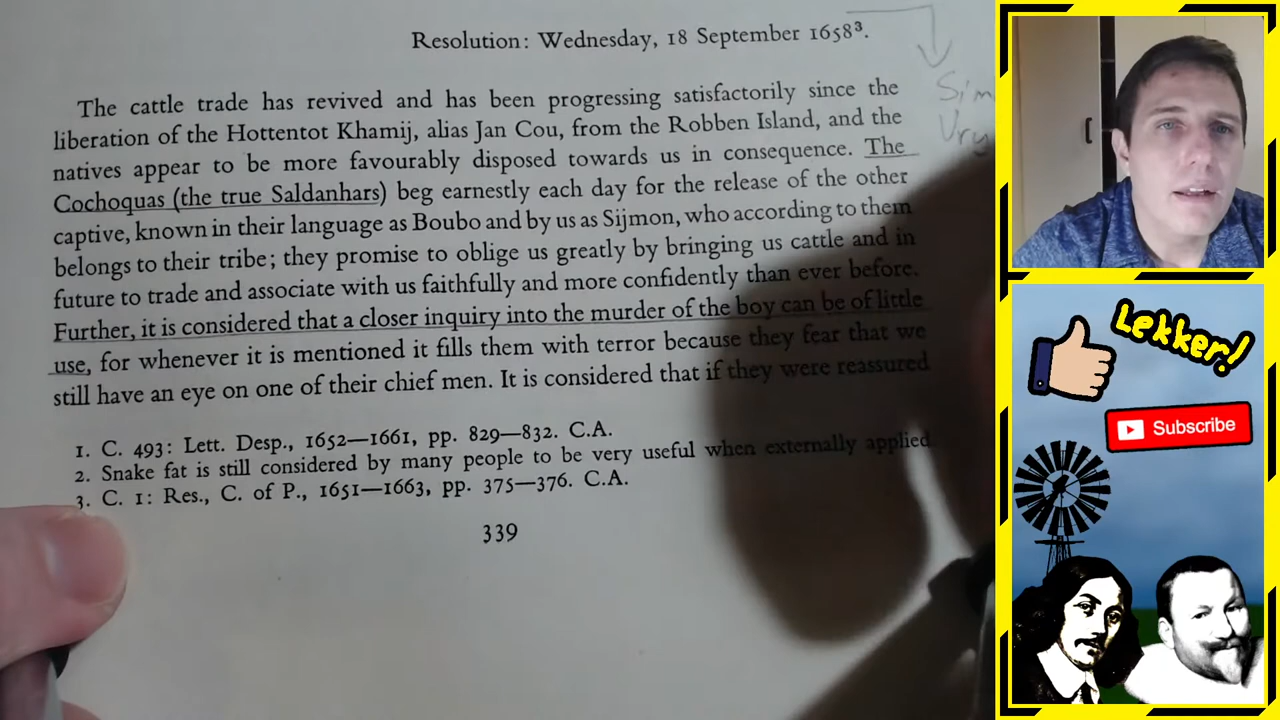 Resolution: Wednesday, 18 September 1658³.
The cattle trade has revived and has been progressing satisfactorily since the
liberation of the Hottentot Khamij, alias Jan Cou, from the Robben Island, and the
natives appear to be more favourably disposed towards us in consequence. The
Cochoquas (the true Saldanhars) beg earnestly each day for the release of the other
captive, known in their language as Boubo and by us as Sijmon, who according to them
belongs to their tribe; they promise to oblige us greatly by bringing us cattle and in
future to trade and associate with us faithfully and more confidently than ever before.
Further, it is considered that a closer inquiry into the murder of the boy can be of little
use, for whenever it is mentioned it fills them with terror because they fear that we
still have an eye on one of their chief men. It is considered that if they were reassured
1. C. 493: Lett. Desp., 1652—1661, pp. 829—832. C.A.
2. Snake fat is still considered by many people to be very useful when externally applied.
3. C. 1: Res., C. of P., 1651—1663, pp. 375—376. C.A.
339
Lekker!
Subscribe